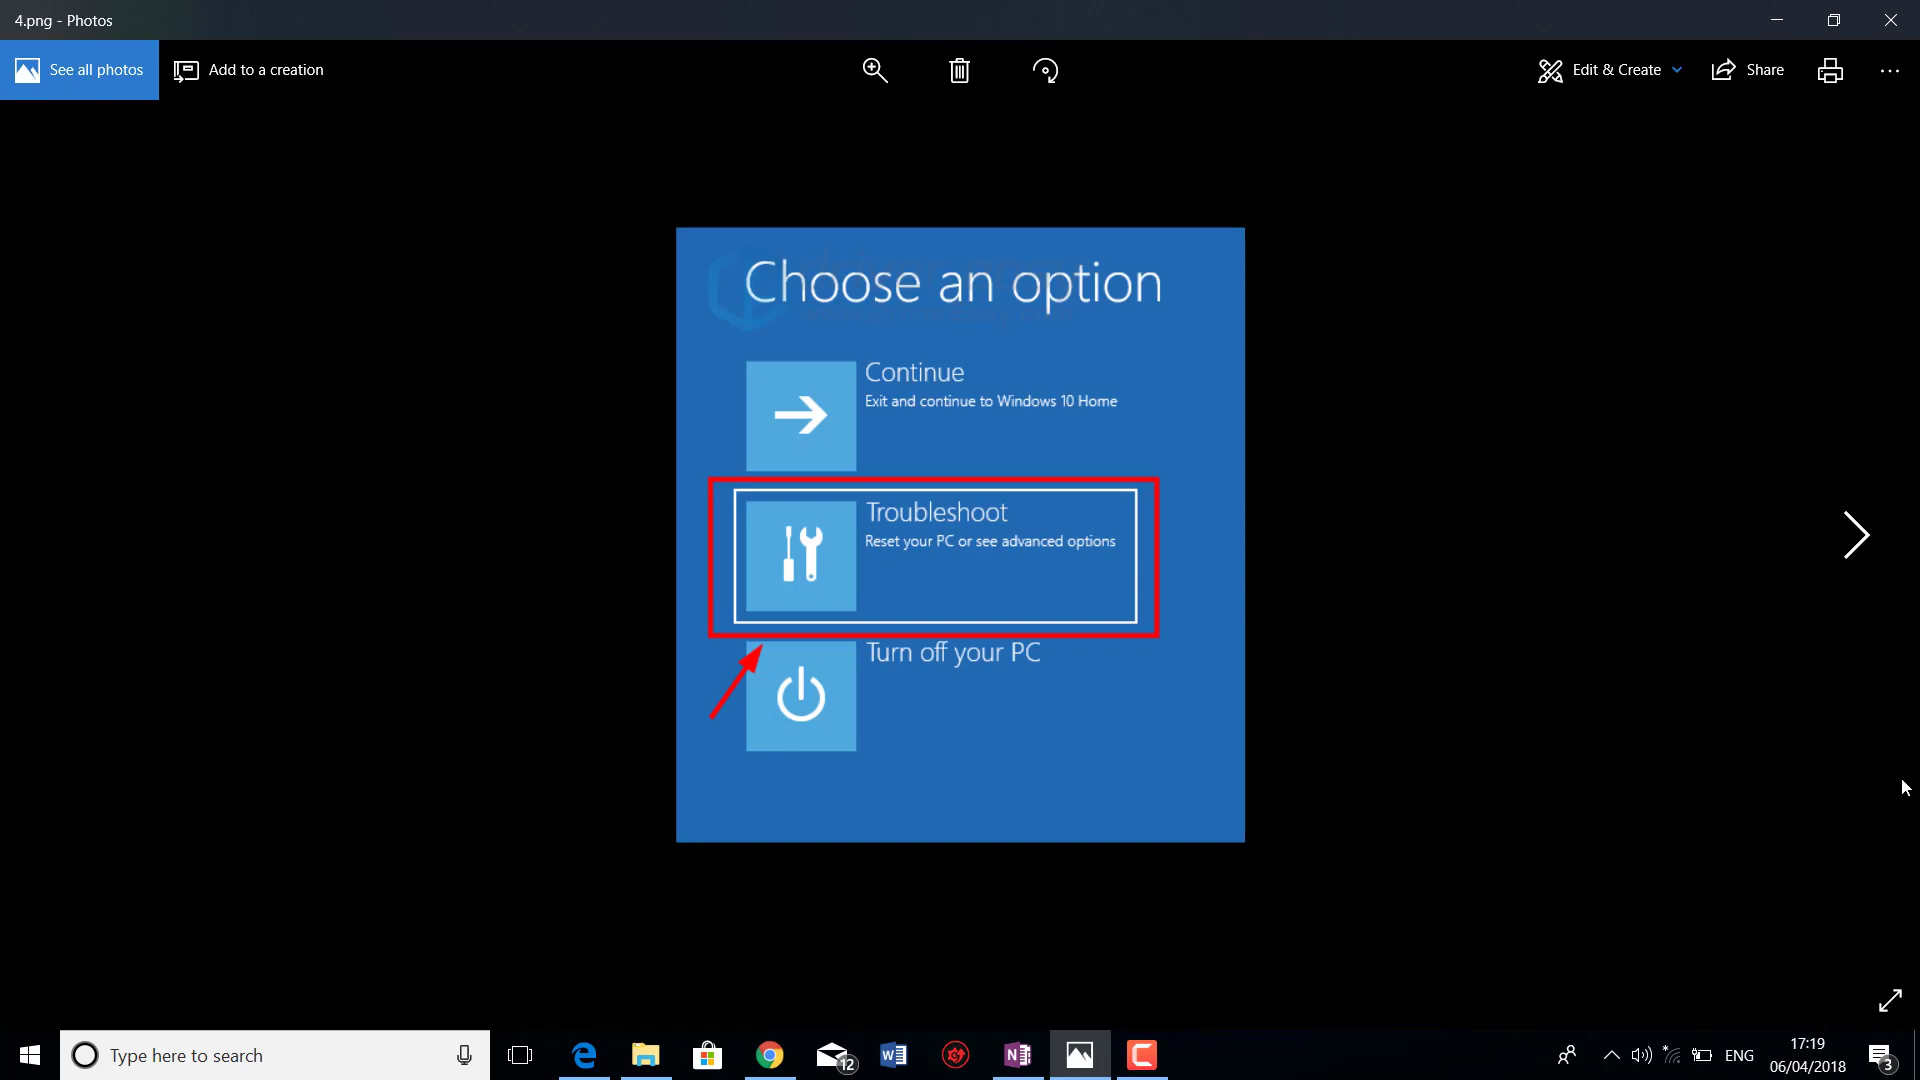 4.png - Photos
See all photos
Add to a creation
Edit & Create
Share
Choose an option
Continue
Exit and continue to Windows 10 Home
Troubleshoot
Reset your PC or see advanced options
Turn off your PC
Type here to search
12
ENG
17:19
06/04/2018
3